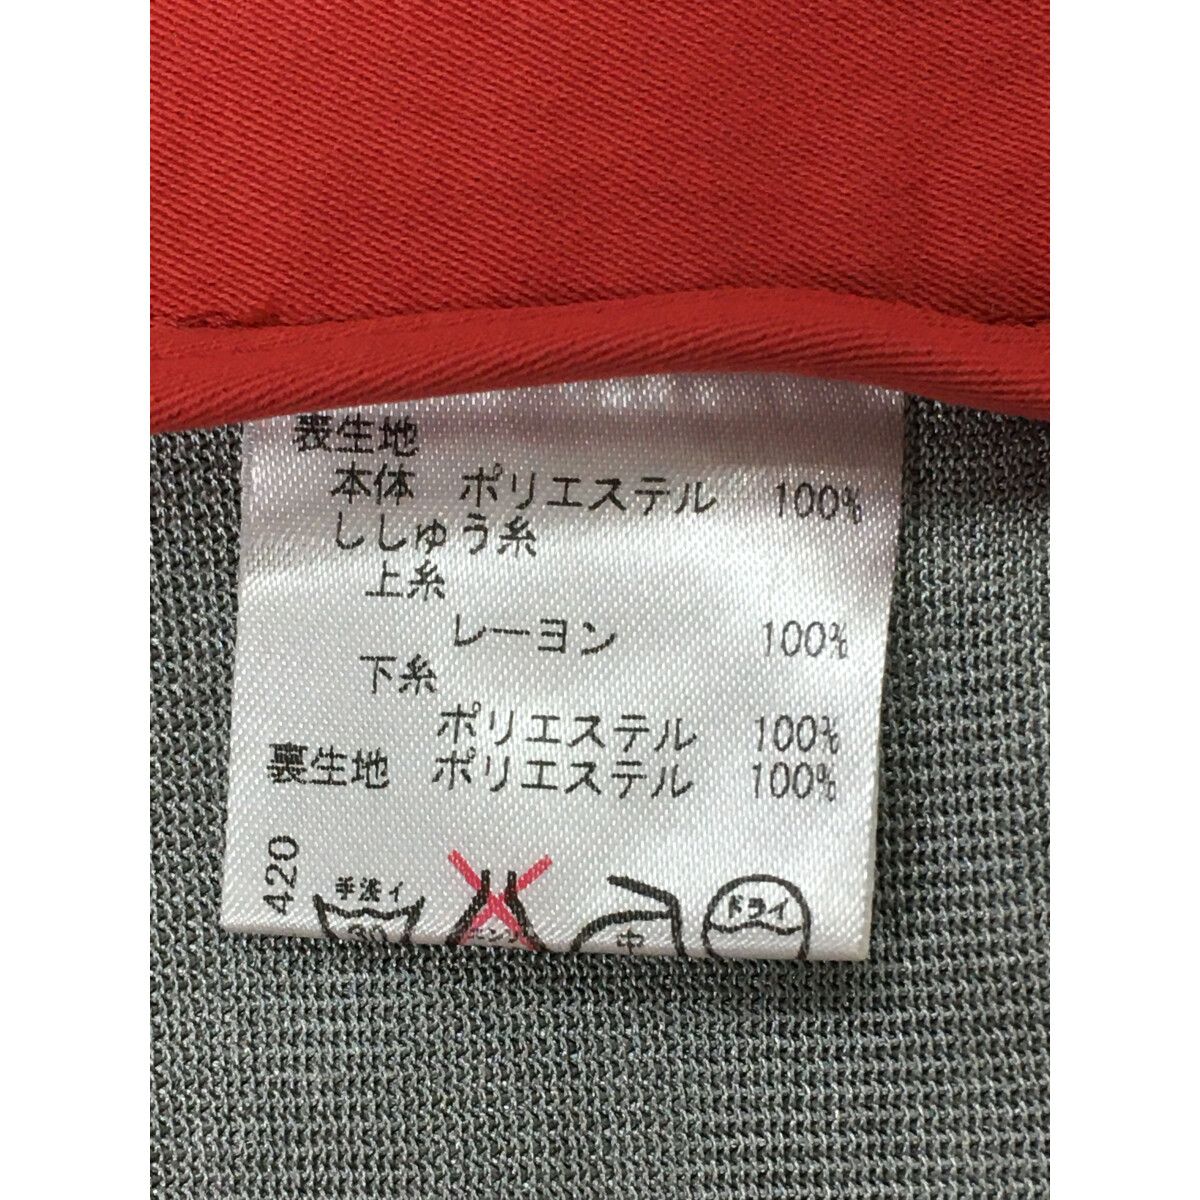 表生地
本体 ポリエステル 100%
ししゅう糸
上糸
レーヨン 100%
下糸
ポリエステル 100%
裏生地 ポリエステル 100%
420
手洗イ
中
ドライ